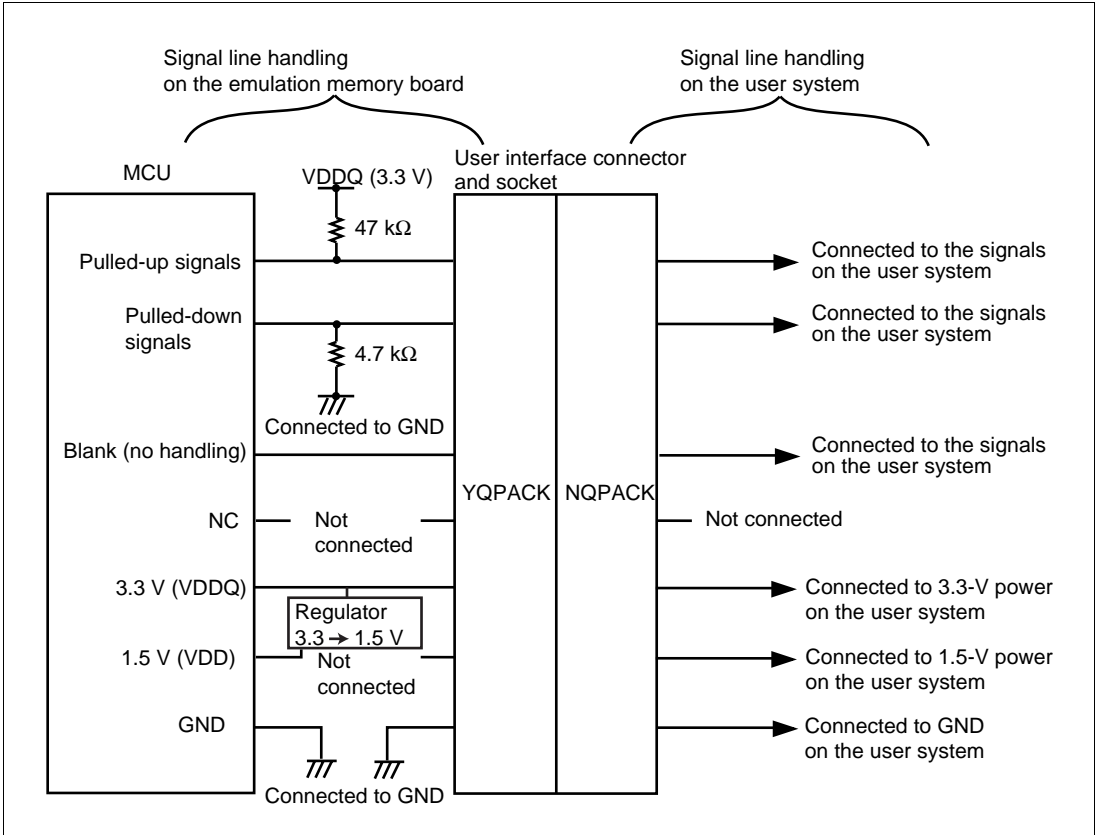 Signal line handling
on the emulation memory board
Signal line handling
on the user system
MCU
VDDQ (3.3 V)
User interface connector
and socket
47 kΩ
Pulled-up signals
Connected to the signals
on the user system
Pulled-down
signals
4.7 kΩ
Connected to GND
Connected to the signals
on the user system
Blank (no handling)
Connected to the signals
on the user system
YQPACK
NQPACK
NC
Not
connected
Not connected
3.3 V (VDDQ)
Regulator
3.3 → 1.5 V
Connected to 3.3-V power
on the user system
1.5 V (VDD)
Not
connected
Connected to 1.5-V power
on the user system
GND
Connected to GND
Connected to GND
on the user system